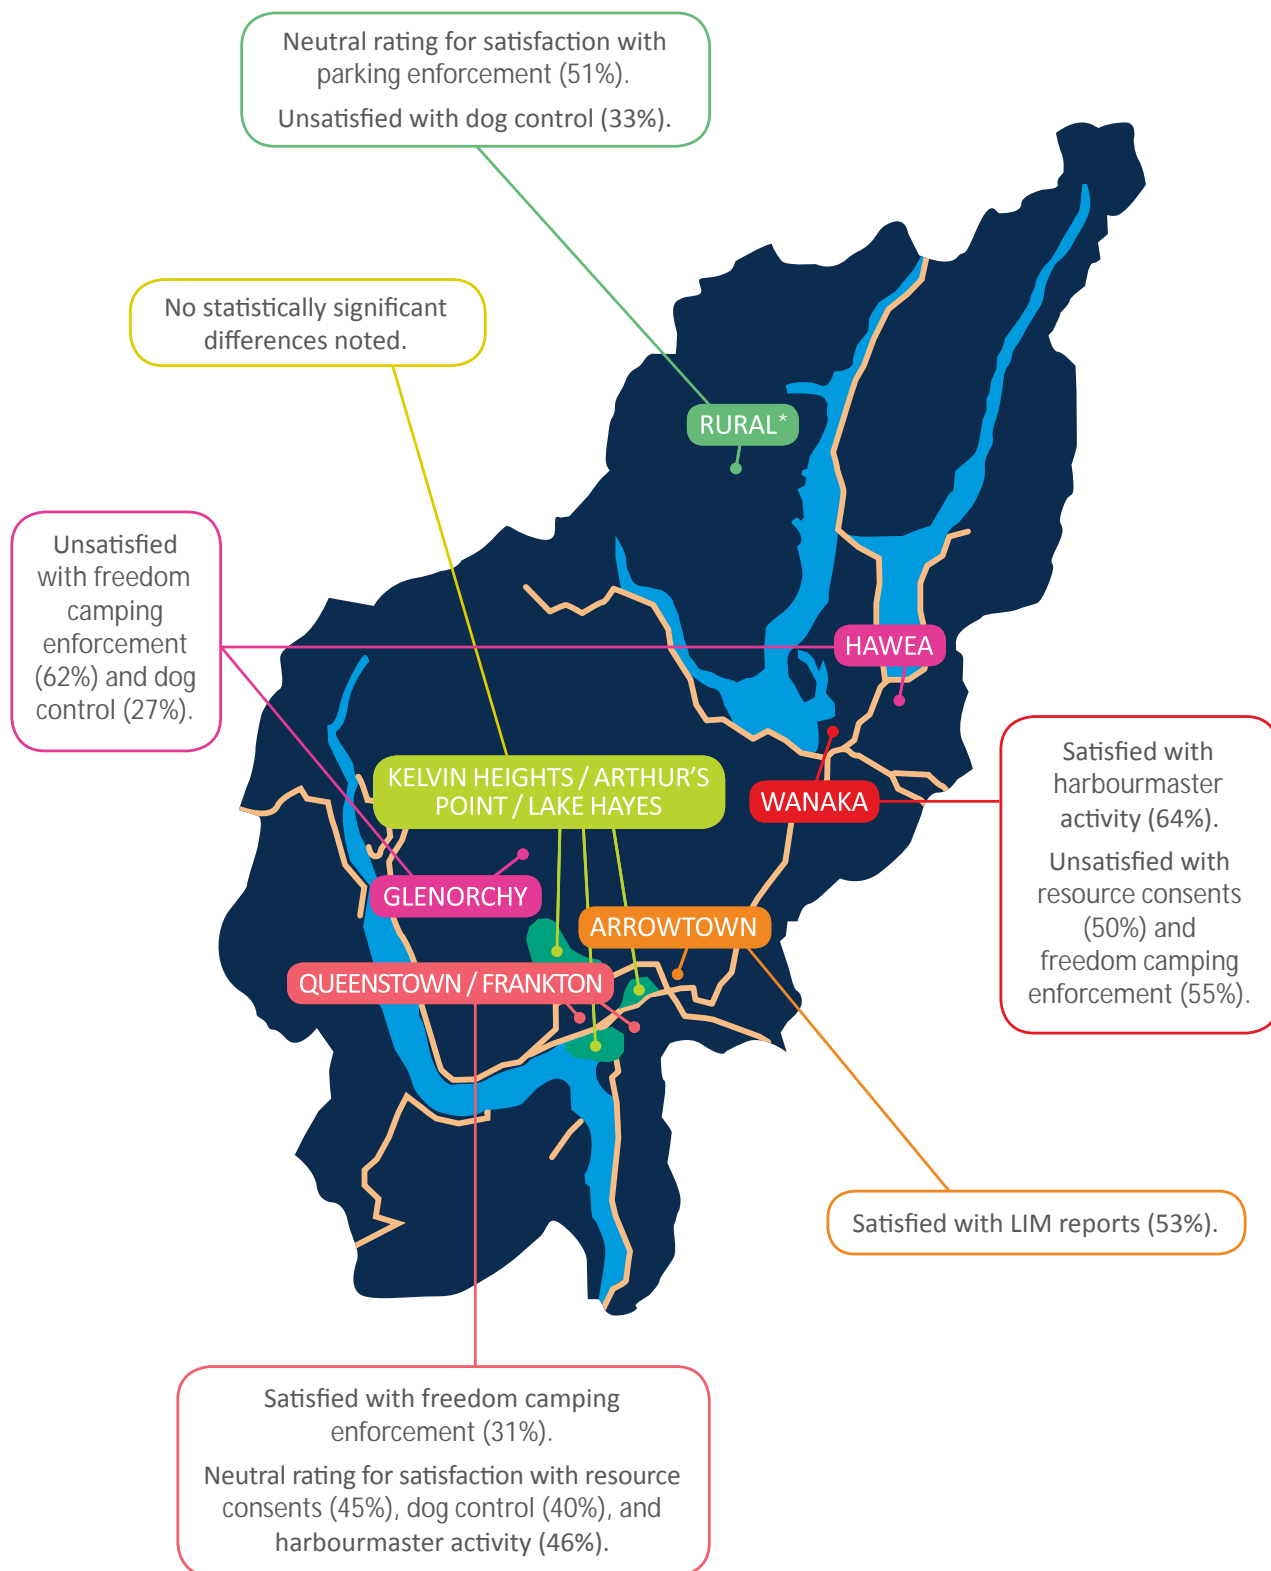 Neutral rating for satisfaction with
parking enforcement (51%).
Unsatisfied with dog control (33%).
No statistically significant
differences noted.
RURAL*
Unsatisfied
with freedom
camping
enforcement
(62%) and dog
control (27%).
HAWEA
KELVIN HEIGHTS / ARTHUR'S
POINT / LAKE HAYES
WANAKA
Satisfied with
harbourmaster
activity (64%).
Unsatisfied with
resource consents
(50%) and
freedom camping
enforcement (55%).
GLENORCHY
ARROWTOWN
QUEENSTOWN / FRANKTON
Satisfied with LIM reports (53%).
Satisfied with freedom camping
enforcement (31%).
Neutral rating for satisfaction with resource
consents (45%), dog control (40%), and
harbourmaster activity (46%).